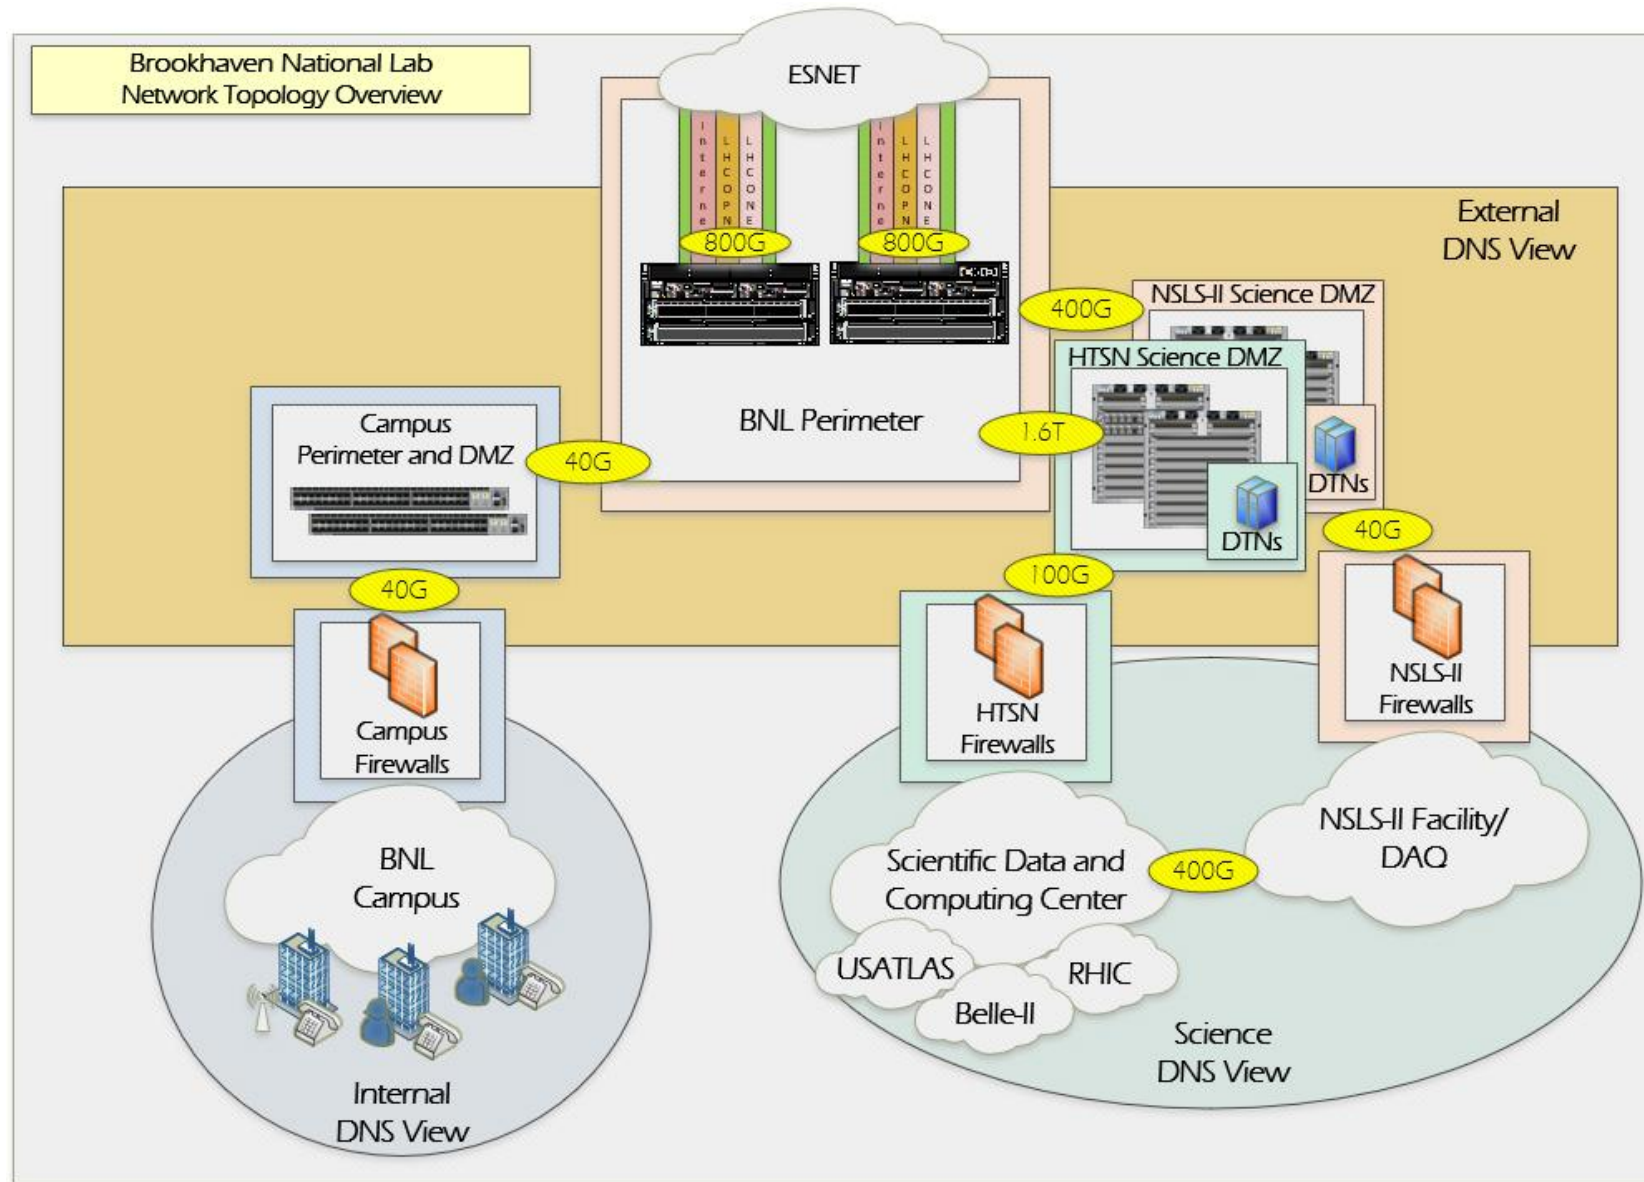 Brookhaven National Lab
Network Topology Overview
ESNET
Interne
LHCOPN
LHCONE
Interne
LHCOPN
LHCONE
800G
800G
External
DNS View
400G
NSLS-II Science DMZ
HTSN Science DMZ
BNL Perimeter
1.6T
Campus
Perimeter and DMZ
40G
DTNs
DTNs
40G
100G
40G
Campus
Firewalls
HTSN
Firewalls
NSLS-II
Firewalls
BNL
Campus
Scientific Data and
Computing Center
400G
NSLS-II Facility/
DAQ
USATLAS
RHIC
Belle-II
Science
DNS View
Internal
DNS View